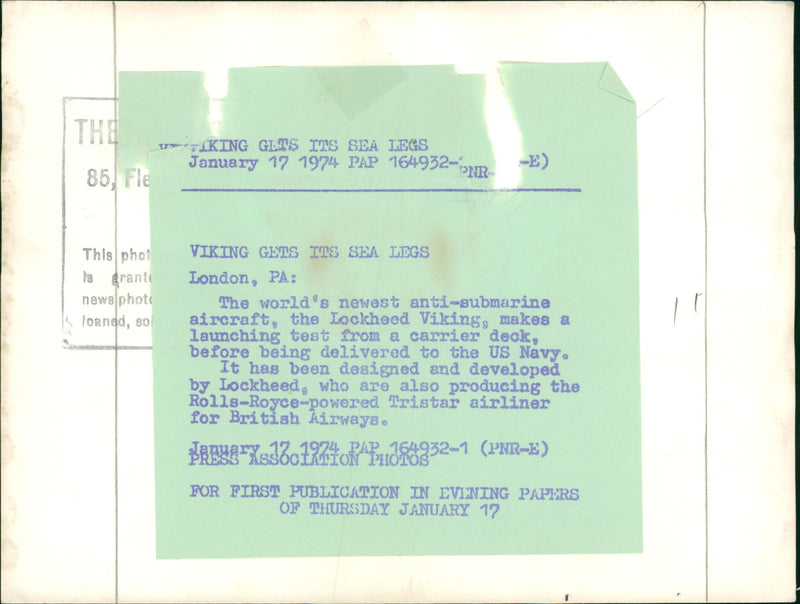 THE
85, Fle
This phot
is grante
news photo
loaned, sol
VIKING GETS ITS SEA LEGS
January 17 1974 PAP 164932- PNR- -E)
VIKING GETS ITS SEA LEGS
London, PA:
The world's newest anti-submarine
aircraft, the Lockheed Viking, makes a
launching test from a carrier deck,
before being delivered to the US Navy.
It has been designed and developed
by Lockheed, who are also producing the
Rolls-Royce-powered Tristar airliner
for British Airways.
January 17 1974 PAP 164932-1 (PNR-E)
PRESS ASSOCIATION PHOTOS
FOR FIRST PUBLICATION IN EVENING PAPERS
OF THURSDAY JANUARY 17